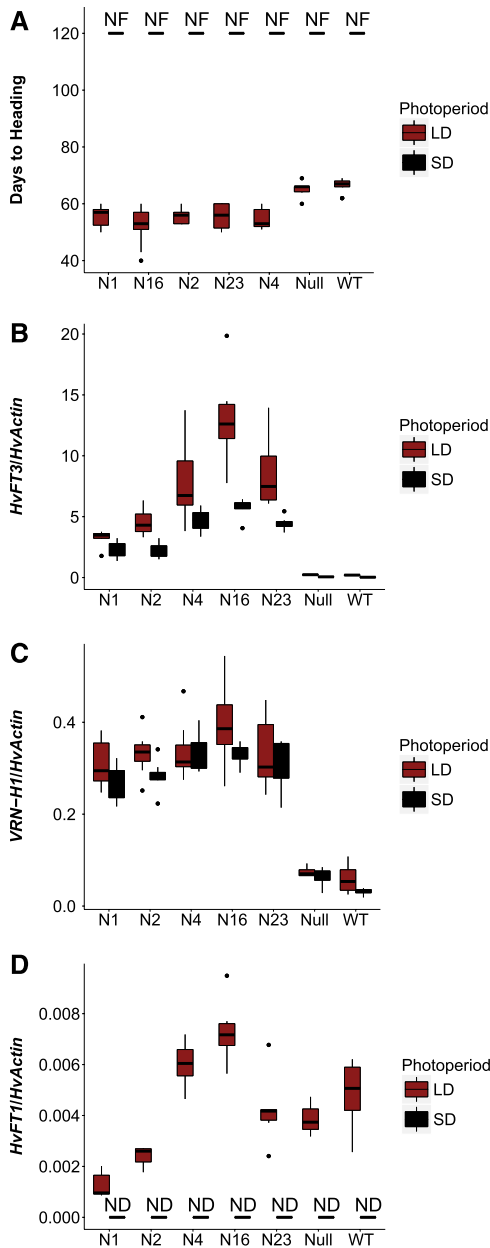 A
NF NF NF NF NF NF NF
120
100
80
60
40
Days to Heading
N1 N16 N2 N23 N4 Null WT
Photoperiod
LD
SD
B
20
15
10
5
0
HvFT3/HvActin
N1 N2 N4 N16 N23 Null WT
Photoperiod
LD
SD
C
0.4
0.2
0.0
VRN−H1/HvActin
N1 N2 N4 N16 N23 Null WT
Photoperiod
LD
SD
D
0.008
0.006
0.004
0.002
0.000
HvFT1/HvActin
ND ND ND ND ND ND ND
N1 N2 N4 N16 N23 Null WT
Photoperiod
LD
SD